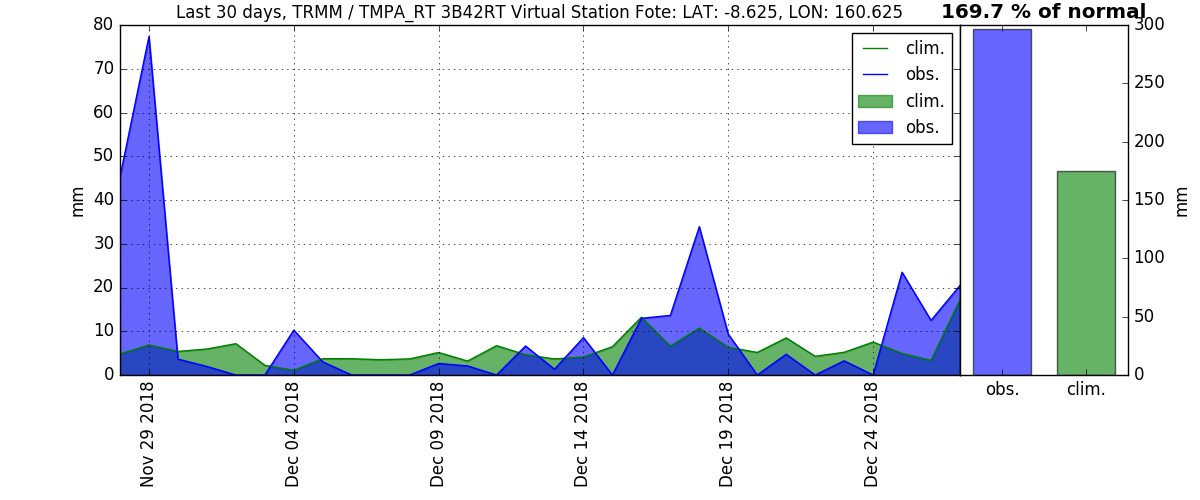 Last 30 days, TRMM / TMPA_RT 3B42RT Virtual Station Fote: LAT: -8.625, LON: 160.625
169.7 % of normal
80
70
60
50
40
30
20
10
0
mm
clim.
obs.
clim.
obs.
Nov 29 2018
Dec 04 2018
Dec 09 2018
Dec 14 2018
Dec 19 2018
Dec 24 2018
300
250
200
150
100
50
0
mm
obs.
clim.